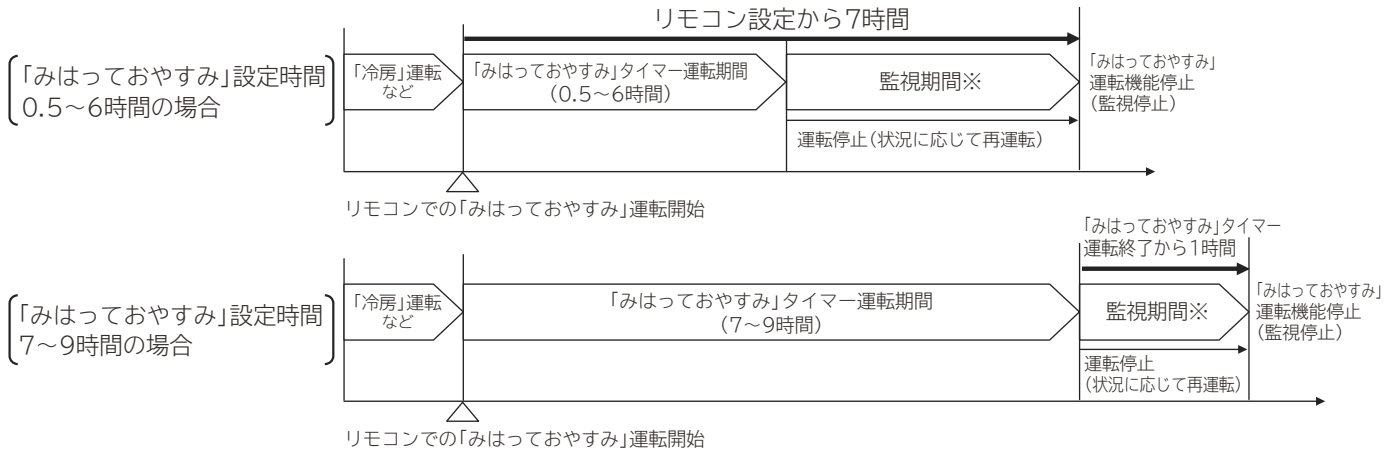 リモコン設定から7時間
「みはっておやすみ」設定時間
0.5～6時間の場合
「冷房」運転
など
「みはっておやすみ」タイマー運転期間
(0.5～6時間)
監視期間※
「みはっておやすみ」
運転機能停止
(監視停止)
運転停止(状況に応じて再運転)
リモコンでの「みはっておやすみ」運転開始
「みはっておやすみ」タイマー
運転終了から1時間
「みはっておやすみ」設定時間
7～9時間の場合
「冷房」運転
など
「みはっておやすみ」タイマー運転期間
(7～9時間)
監視期間※
「みはっておやすみ」
運転機能停止
(監視停止)
運転停止
(状況に応じて再運転)
リモコンでの「みはっておやすみ」運転開始